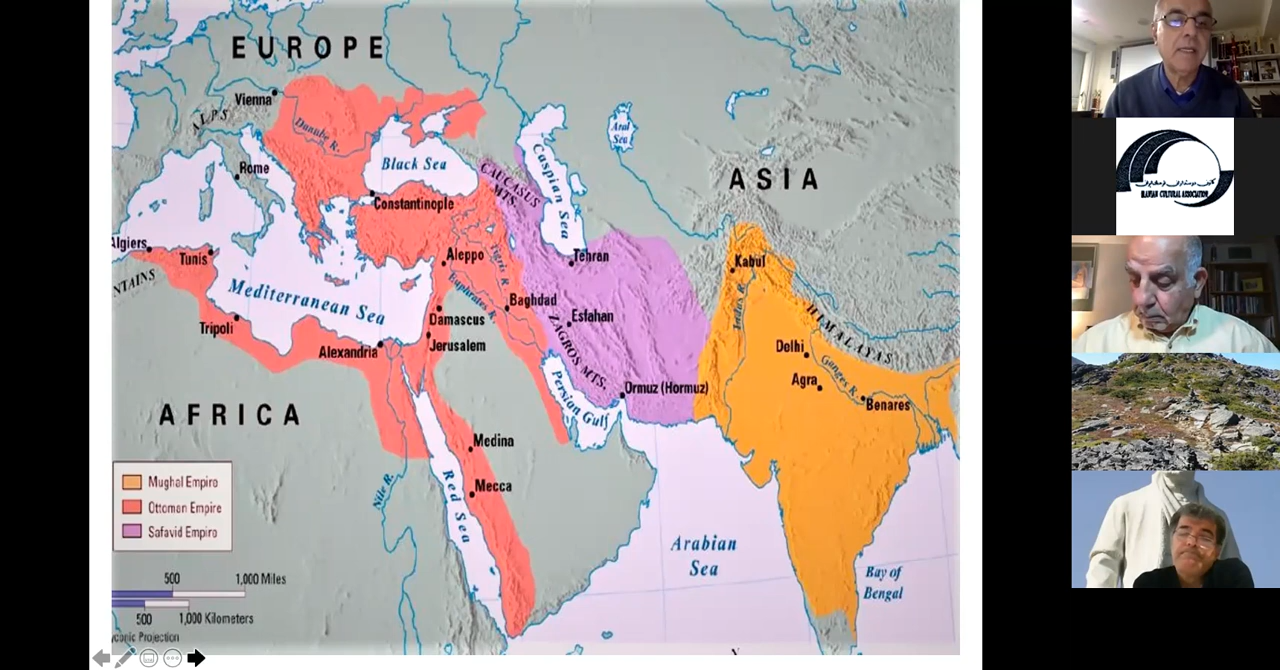 EUROPE
Vienna
ALPS
Danube R.
Aral
Sea
Black Sea
Caspian Sea
ASIA
Rome
CAUCASUS
MTS.
Constantinople
Algiers
Tunis
Aleppo
Tigris R.
Tehran
Kabul
NTAINS
Mediterranean Sea
Euphrates R.
Baghdad
Indus R.
Tripoli
Damascus
Esfahan
HIMALAYAS
Alexandria
Jerusalem
ZAGROS MTS.
Delhi
Ganges R.
Agra
Ormuz (Hormuz)
Benares
AFRICA
Persian Gulf
Medina
Mecca
Nile R.
Red Sea
Mughal Empire
Ottoman Empire
Safavid Empire
Arabian
Sea
Bay of
Bengal
500 1,000 Miles
500 1,000 Kilometers
conic Projection
IRANIAN CULTURAL ASSOCIATION